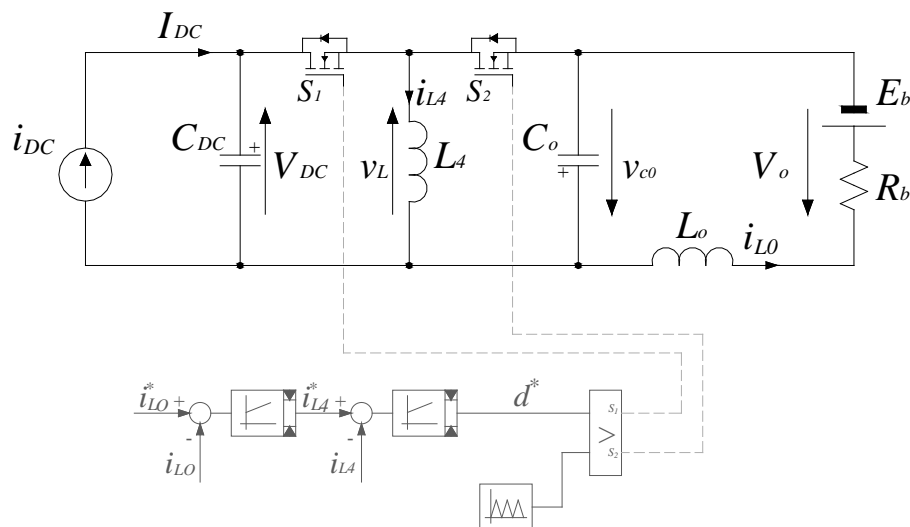 I_DC
S_1
S_2
i_L4
E_b
i_DC
C_DC
+
V_DC
v_L
L_4
C_o
+
v_c0
V_o
R_b
L_o
i_L0
i*_LO +
-
i_LO
i*_L4 +
-
i_L4
d*
S_1
>
S_2